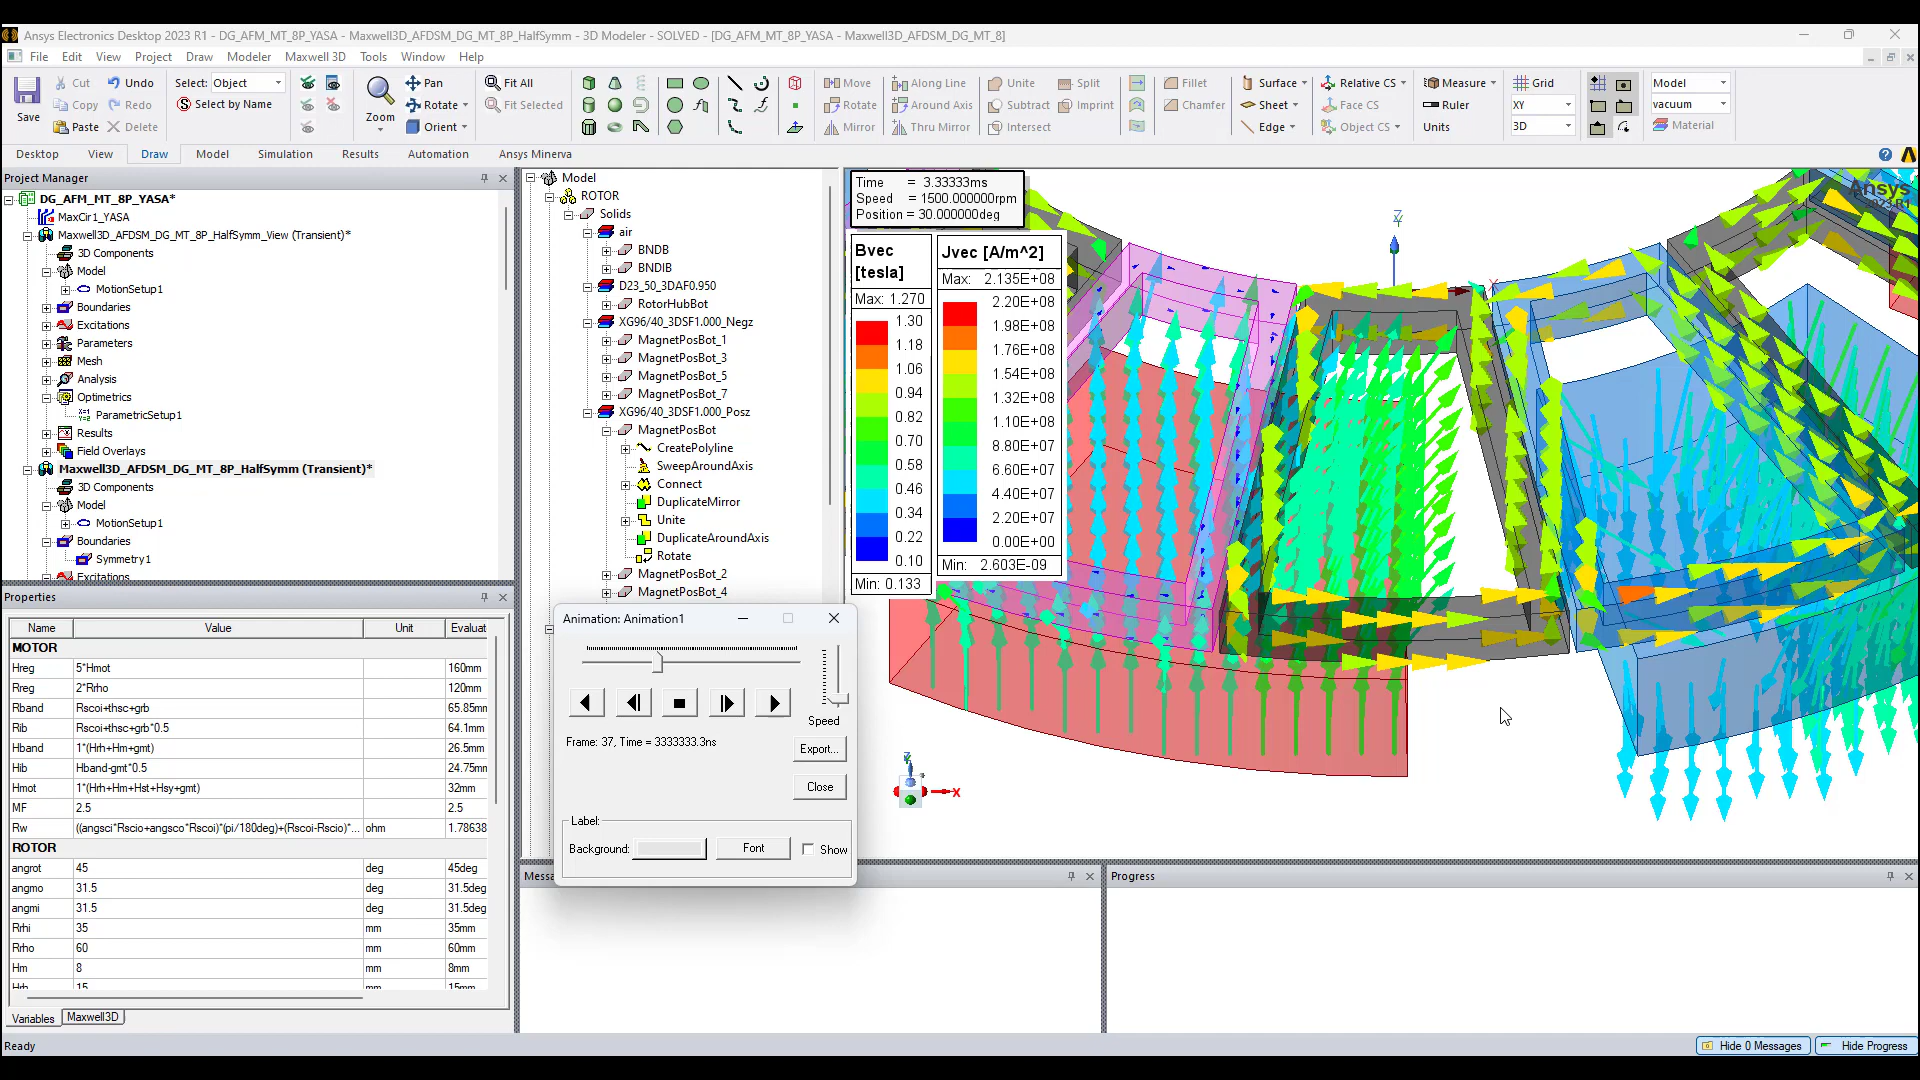 Ansys Electronics Desktop 2023 R1 - DG_AFM_MT_8P_YASA - Maxwell3D_AFDSM_DG_MT_8P_HalfSymm - 3D Modeler - SOLVED - [DG_AFM_MT_8P_YASA - Maxwell3D_AFDSM_DG_MT_8]
File Edit View Project Draw Modeler Maxwell 3D Tools Window Help
Save
Cut Undo
Copy Redo
Paste Delete
Select: Object
Select by Name
Zoom
Pan
Rotate
Orient
Fit All
Fit Selected
Move Along Line Unite Split Fillet Surface Relative CS Measure Grid Model
Rotate Around Axis Subtract Imprint Chamfer Sheet Face CS Ruler XY vacuum
Mirror Thru Mirror Intersect Edge Object CS Units 3D Material
Desktop View Draw Model Simulation Results Automation Ansys Minerva
Project Manager
DG_AFM_MT_8P_YASA*
MaxCir1_YASA
Maxwell3D_AFDSM_DG_MT_8P_HalfSymm_View (Transient)*
3D Components
Model
MotionSetup1
Boundaries
Excitations
Parameters
Mesh
Analysis
Optimetrics
ParametricSetup1
Results
Field Overlays
Maxwell3D_AFDSM_DG_MT_8P_HalfSymm (Transient)*
3D Components
Model
MotionSetup1
Boundaries
Symmetry1
Excitations
Properties
Name Value Unit Evaluat
MOTOR
Hreg 5*Hmot 160mm
Rreg 2*Rrho 120mm
Rband Rscoi+thsc+grb 65.85mm
Rib Rscoi+thsc+grb*0.5 64.1mm
Hband 1*(Hrh+Hm+gmt) 26.5mm
Hib Hband-gmt*0.5 24.75mm
Hmot 1*(Hrh+Hm+Hst+Hsy+gmt) 32mm
MF 2.5 2.5
Rw ((angsci*Rscio+angsco*Rscoi)*(pi/180deg)+(Rscoi-Rscio)*... ohm 1.78638
ROTOR
angrot 45 deg 45deg
angmo 31.5 deg 31.5deg
angmi 31.5 deg 31.5deg
Rrhi 35 mm 35mm
Rrho 60 mm 60mm
Hm 8 mm 8mm
Hrh 15 mm 15mm
Variables Maxwell3D
Model
ROTOR
Solids
air
BNDB
BNDIB
D23_50_3DAF0.950
RotorHubBot
XG96/40_3DSF1.000_Negz
MagnetPosBot_1
MagnetPosBot_3
MagnetPosBot_5
MagnetPosBot_7
XG96/40_3DSF1.000_Posz
MagnetPosBot
CreatePolyline
SweepAroundAxis
Connect
DuplicateMirror
Unite
DuplicateAroundAxis
Rotate
MagnetPosBot_2
MagnetPosBot_4
Animation: Animation1
Speed
Frame: 37, Time = 3333333.3ns
Export...
Close
Label:
Background: Font Show
Time = 3.33333ms
Speed = 1500.000000rpm
Position = 30.000000deg
Bvec
[tesla]
Max: 1.270
1.30
1.18
1.06
0.94
0.82
0.70
0.58
0.46
0.34
0.22
0.10
Min: 0.133
Jvec [A/m^2]
Max: 2.135E+08
2.20E+08
1.98E+08
1.76E+08
1.54E+08
1.32E+08
1.10E+08
8.80E+07
6.60E+07
4.40E+07
2.20E+07
0.00E+00
Min: 2.603E-09
Z
Ansys
2023 R1
Z
X
Messa
Progress
Ready
Hide 0 Messages
Hide Progress